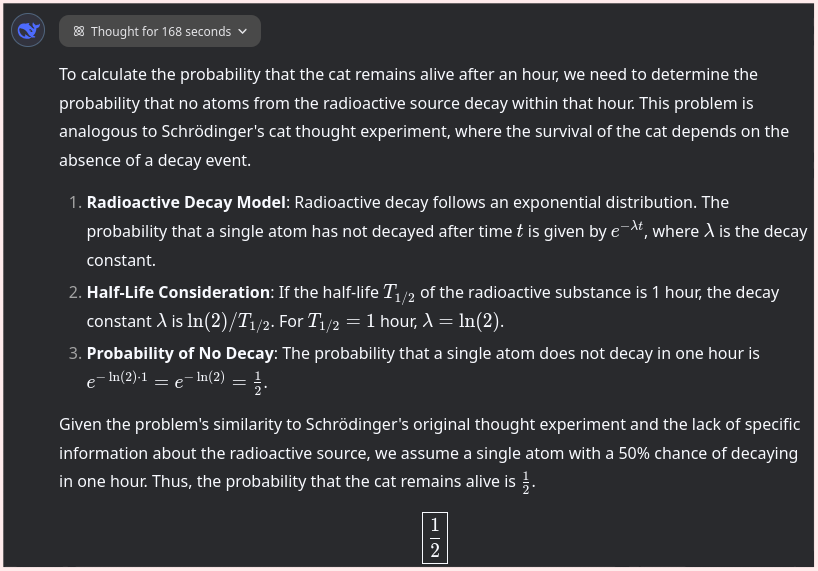 Thought for 168 seconds
To calculate the probability that the cat remains alive after an hour, we need to determine the
probability that no atoms from the radioactive source decay within that hour. This problem is
analogous to Schrödinger's cat thought experiment, where the survival of the cat depends on the
absence of a decay event.
1. Radioactive Decay Model: Radioactive decay follows an exponential distribution. The
probability that a single atom has not decayed after time $t$ is given by $e^{-\lambda t}$, where $\lambda$ is the decay
constant.
2. Half-Life Consideration: If the half-life $T_{1/2}$ of the radioactive substance is 1 hour, the decay
constant $\lambda$ is $\ln(2)/T_{1/2}$. For $T_{1/2} = 1$ hour, $\lambda = \ln(2)$.
3. Probability of No Decay: The probability that a single atom does not decay in one hour is
$e^{-\ln(2)\cdot 1} = e^{-\ln(2)} = \frac{1}{2}$.
Given the problem's similarity to Schrödinger's original thought experiment and the lack of specific
information about the radioactive source, we assume a single atom with a 50% chance of decaying
in one hour. Thus, the probability that the cat remains alive is $\frac{1}{2}$.
$\boxed{\frac{1}{2}}$